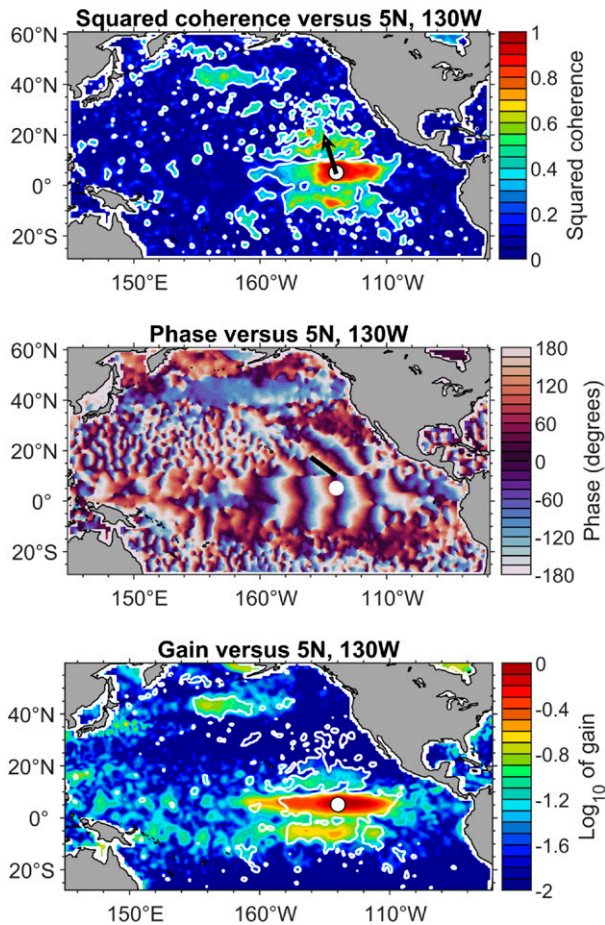 Squared coherence versus 5N, 130W
60°N
40°N
20°N
0°
20°S
150°E
160°W
110°W
1
0.8
0.6
0.4
0.2
0
Squared coherence
Phase versus 5N, 130W
60°N
40°N
20°N
0°
20°S
150°E
160°W
110°W
180
120
60
0
-60
-120
-180
Phase (degrees)
Gain versus 5N, 130W
40°N
20°N
0°
20°S
150°E
160°W
110°W
0
-0.4
-0.8
-1.2
-1.6
-2
Log10 of gain